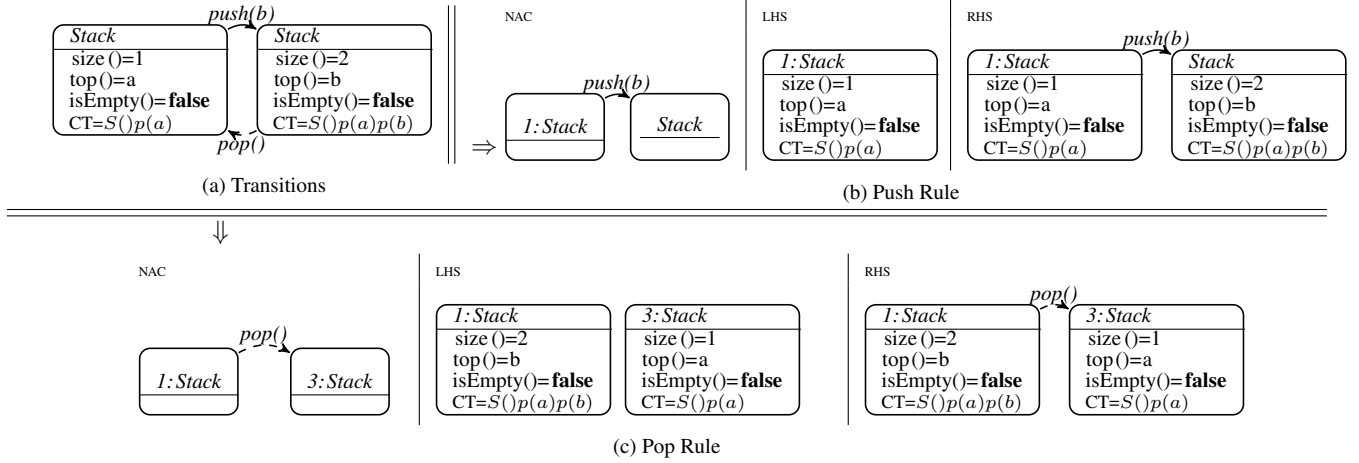 push(b)
Stack
size()=1
top()=a
isEmpty()=false
CT=S()p(a)
Stack
size()=2
top()=b
isEmpty()=false
CT=S()p(a)p(b)
pop()
(a) Transitions
⇒
NAC
push(b)
1:Stack
Stack
LHS
1:Stack
size()=1
top()=a
isEmpty()=false
CT=S()p(a)
RHS
push(b)
1:Stack
size()=1
top()=a
isEmpty()=false
CT=S()p(a)
Stack
size()=2
top()=b
isEmpty()=false
CT=S()p(a)p(b)
(b) Push Rule
⇓
NAC
pop()
1:Stack
3:Stack
LHS
1:Stack
size()=2
top()=b
isEmpty()=false
CT=S()p(a)p(b)
3:Stack
size()=1
top()=a
isEmpty()=false
CT=S()p(a)
RHS
pop()
1:Stack
size()=2
top()=b
isEmpty()=false
CT=S()p(a)p(b)
3:Stack
size()=1
top()=a
isEmpty()=false
CT=S()p(a)
(c) Pop Rule